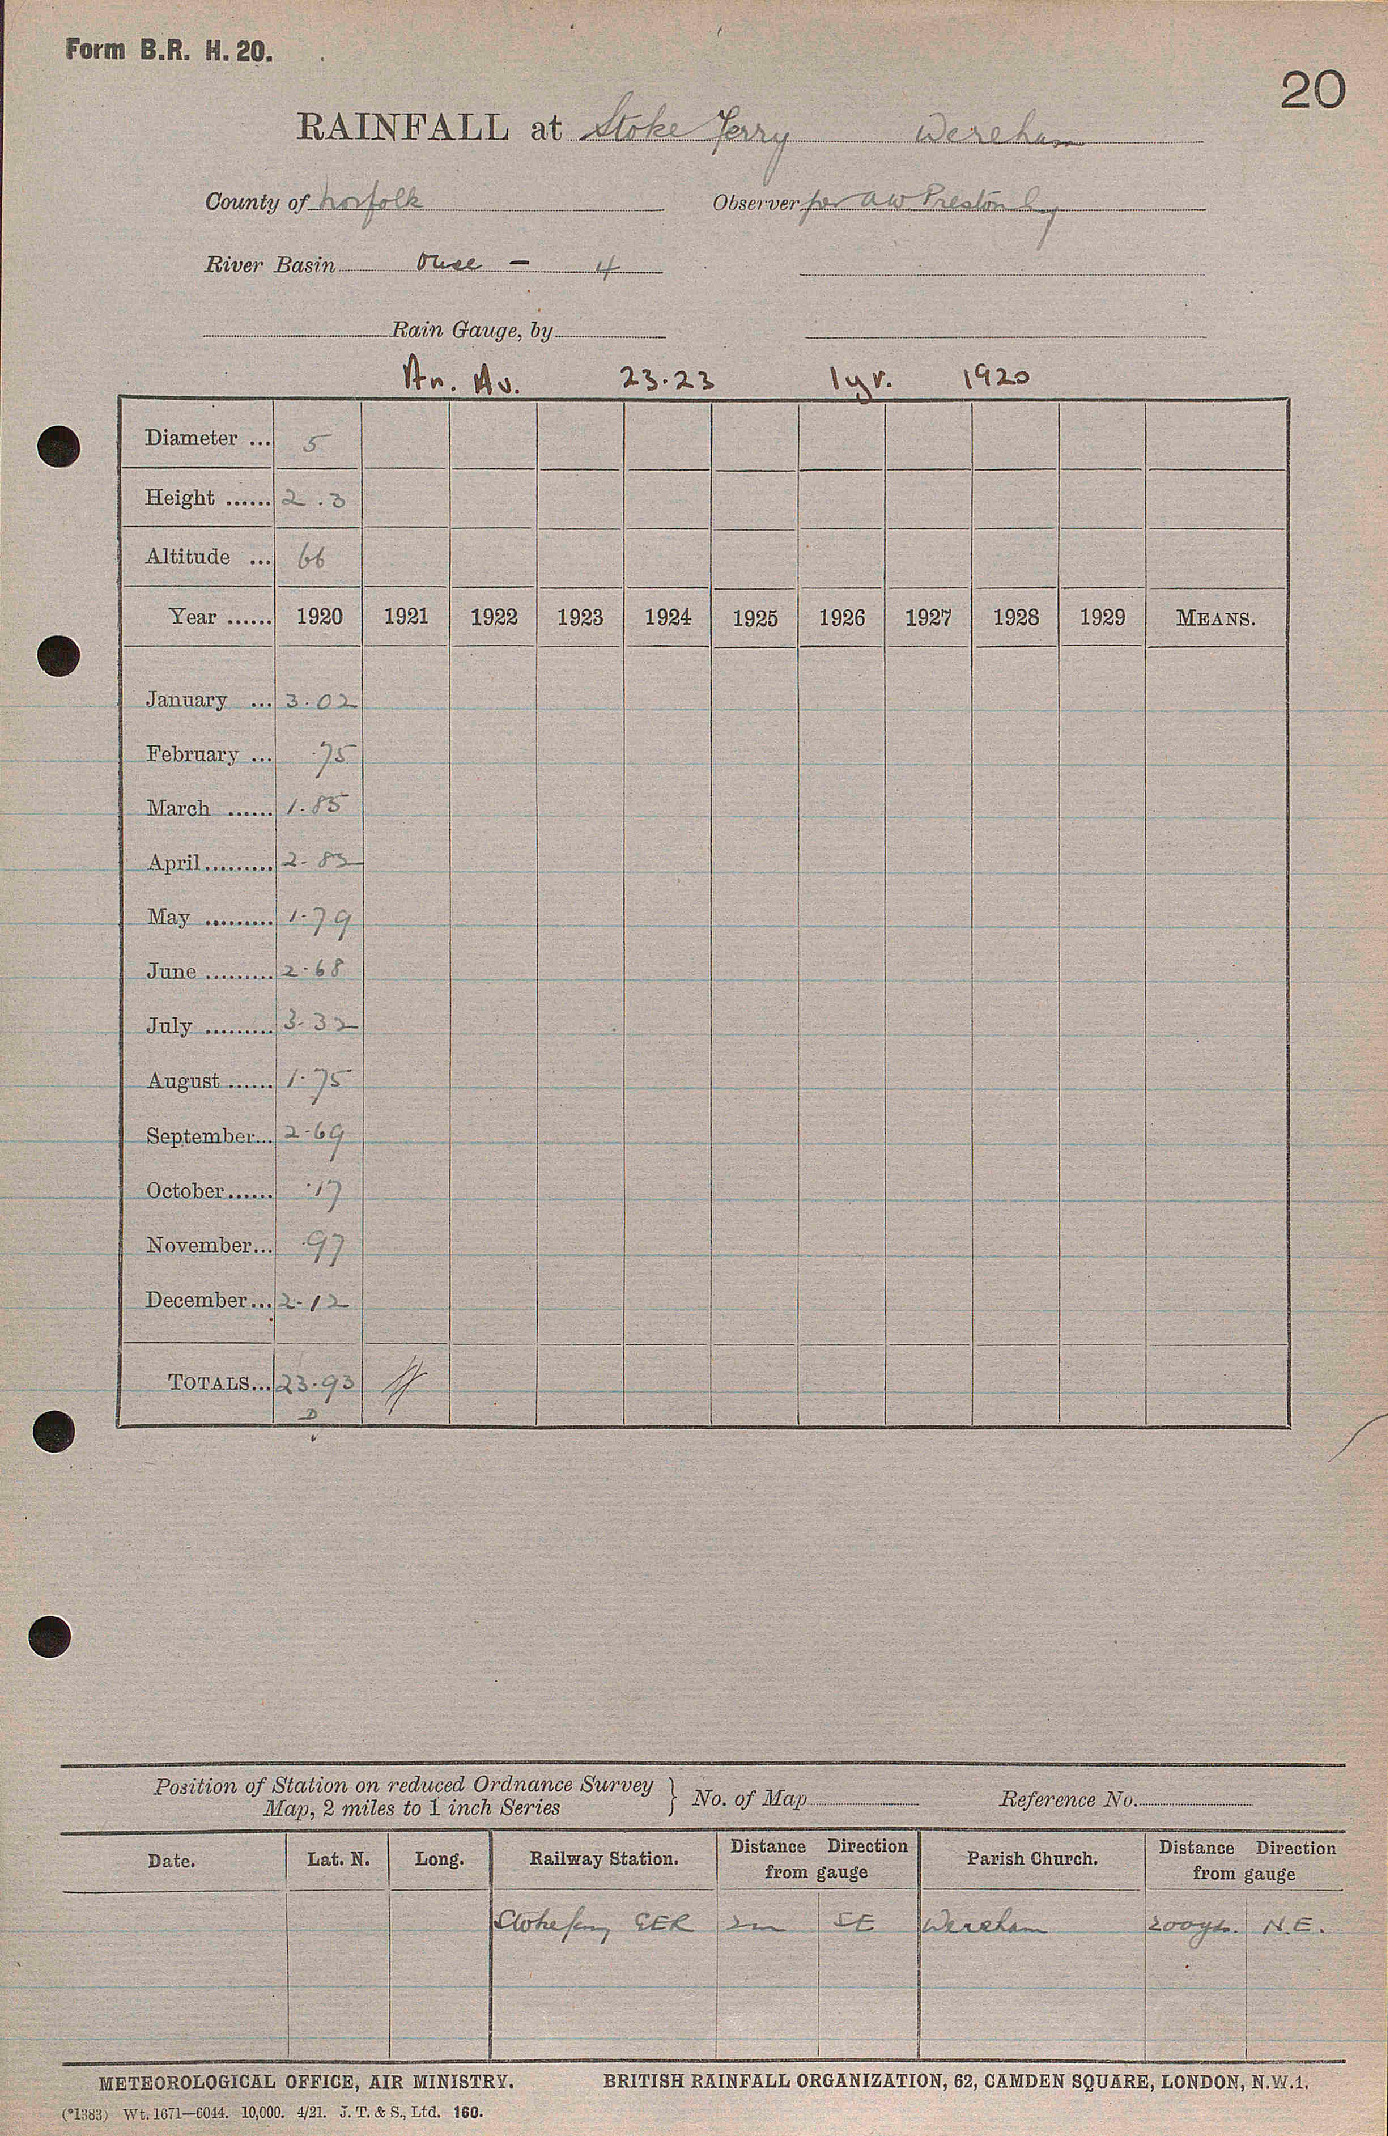 Form B.R. H. 20.
20
RAINFALL at Stoke Ferry Wereham
County of Norfolk Observer per A W Preston Esq
River Basin Ouse - 4
Rain Gauge, by
An. Av. 23.23 1yr. 1920
Diameter ... 5
Height ...... 2.3
Altitude ... 66
Year ...... 1920 1921 1922 1923 1924 1925 1926 1927 1928 1929 MEANS.
January ... 3.02
February ... .75
March ...... 1.85
April ......... 2.82
May ......... 1.79
June ......... 2.68
July ......... 3.32
August ...... 1.75
September... 2.69
October ...... .17
November... .97
December... 2.12
TOTALS... 23.93
D
Position of Station on reduced Ordnance Survey
Map, 2 miles to 1 inch Series } No. of Map Reference No.
Date. Lat. N. Long. Railway Station. Distance Direction from gauge Parish Church. Distance Direction from gauge
Stoke Ferry GER 2m SE Wereham 200yds. N.E.
METEOROLOGICAL OFFICE, AIR MINISTRY. BRITISH RAINFALL ORGANIZATION, 62, CAMDEN SQUARE, LONDON, N.W.1.
(*1383) Wt. 1671—6044. 10,000. 4/21. J. T. & S., Ltd. 160.